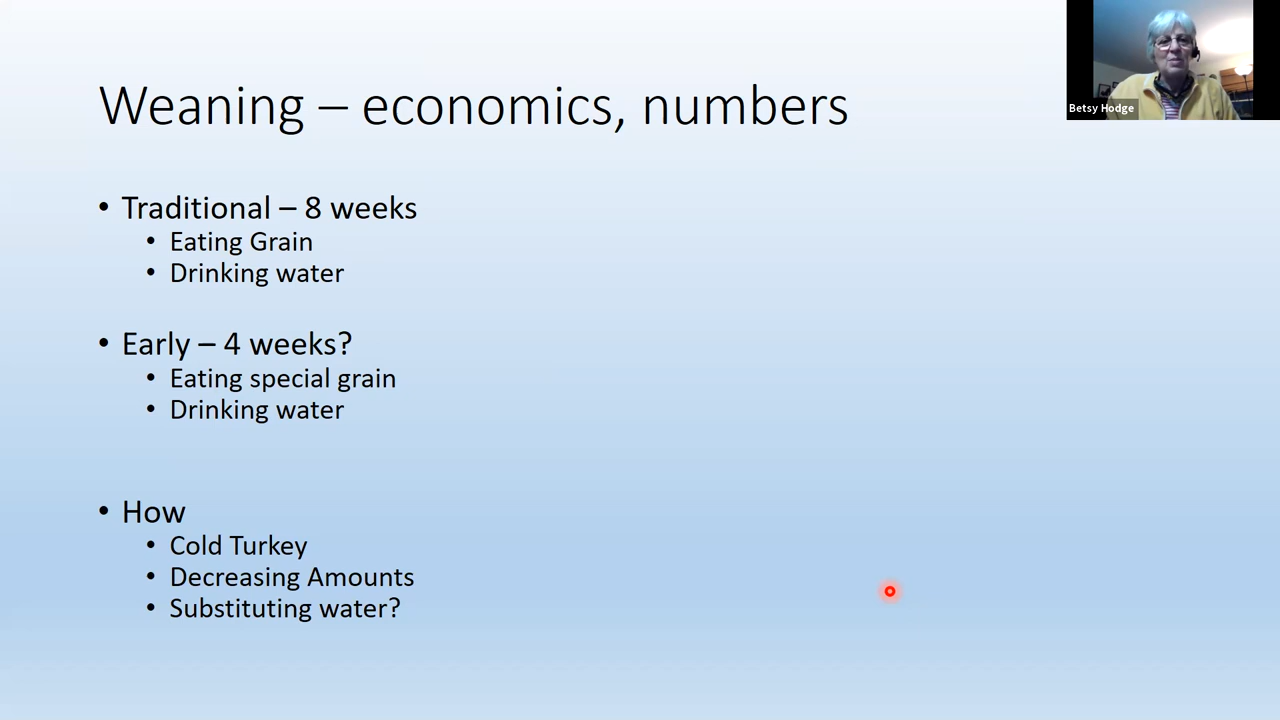 Weaning – economics, numbers
Betsy Hodge
• Traditional – 8 weeks
• Eating Grain
• Drinking water
• Early – 4 weeks?
• Eating special grain
• Drinking water
• How
• Cold Turkey
• Decreasing Amounts
• Substituting water?